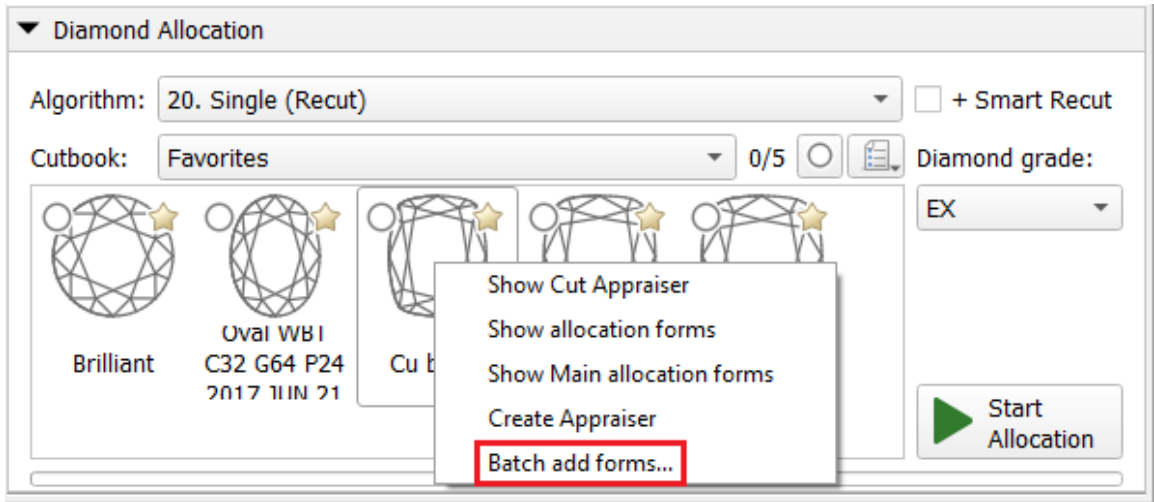 Diamond Allocation
Algorithm: 20. Single (Recut) + Smart Recut
Cutbook: Favorites 0/5 Diamond grade:
EX
Brilliant
Oval WBT
C32 G64 P24
2017 JUN 21
Cu b
Show Cut Appraiser
Show allocation forms
Show Main allocation forms
Create Appraiser
Batch add forms...
Start
Allocation